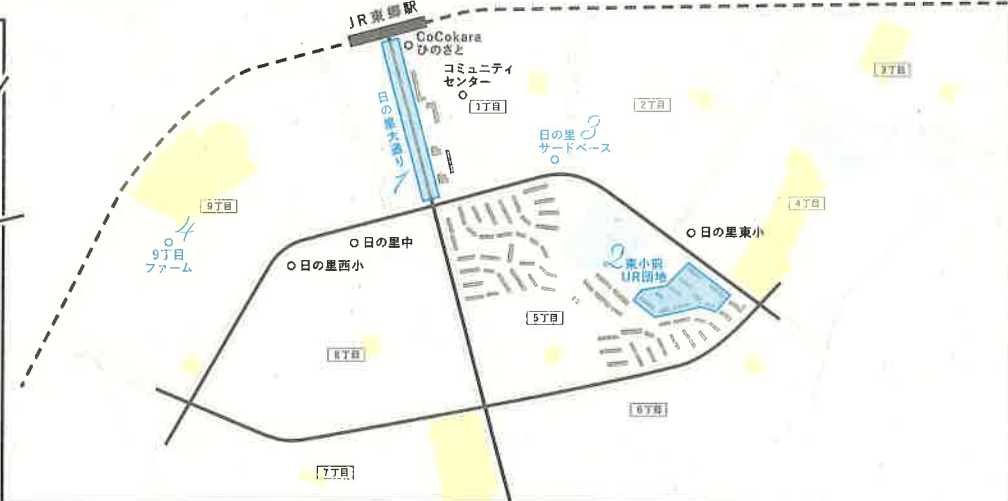 JR東郷駅
CoCokara
ひのさと
コミュニティ
センター
1丁目
2丁目
3丁目
日の里大通り
1
日の里
サードベース
3
9丁目
4
9丁目
ファーム
日の里中
日の里西小
4丁目
日の里東小
2
東小前
UR団地
5丁目
8丁目
6丁目
7丁目